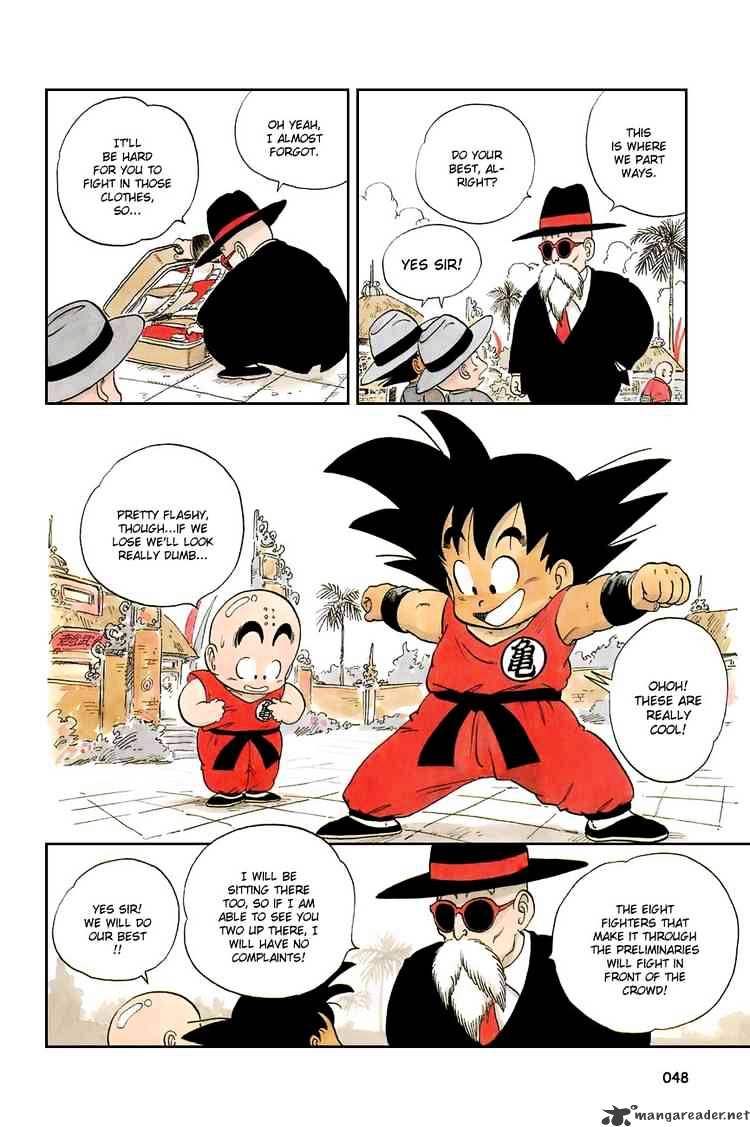 THIS
IS WHERE
WE PART
WAYS.
DO YOUR
BEST, AL-
RIGHT?
YES SIR!
OH YEAH,
I ALMOST
FORGOT.
IT'LL
BE HARD
FOR YOU TO
FIGHT IN THOSE
CLOTHES,
SO...
OHOH!
THESE ARE
REALLY
COOL!
亀
PRETTY FLASHY,
THOUGH...IF WE
LOSE WE'LL LOOK
REALLY DUMB...
亀
THE EIGHT
FIGHTERS THAT
MAKE IT THROUGH
THE PRELIMINARIES
WILL FIGHT IN
FRONT OF THE
CROWD!
I WILL BE
SITTING THERE
TOO, SO IF I AM
ABLE TO SEE YOU
TWO UP THERE, I
WILL HAVE NO
COMPLAINTS!
YES SIR!
WE WILL DO
OUR BEST
!!
048
mangareader.net